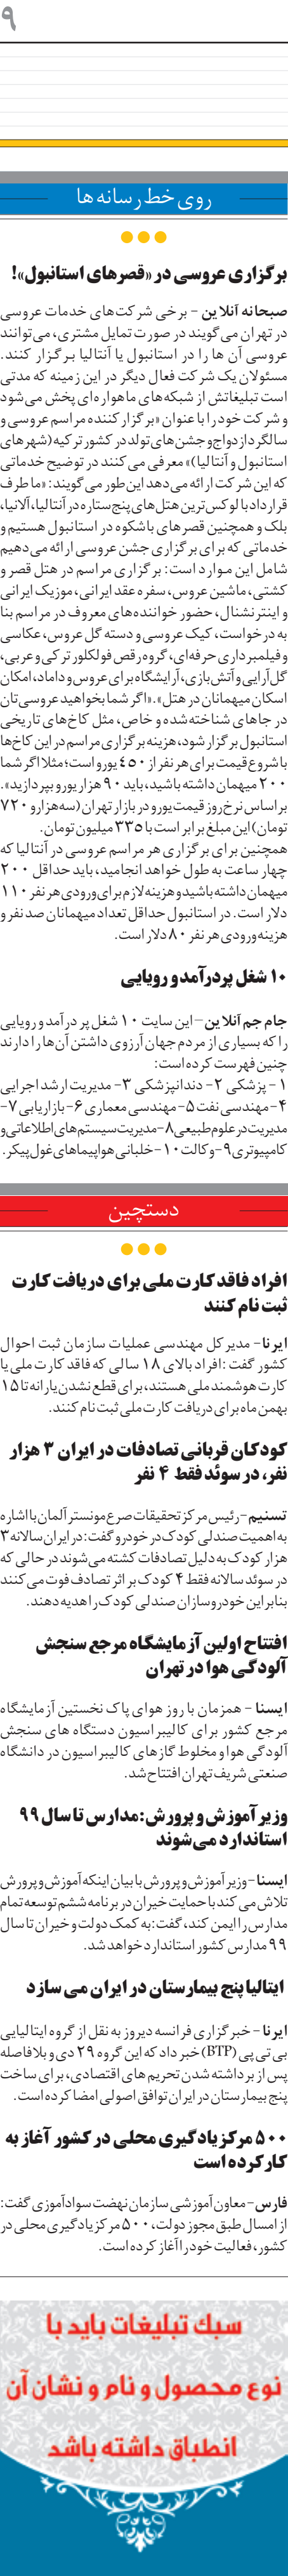 ۹
روی خط رسانه ها
برگزاری عروسی در «قصرهای استانبول»!
صبحانه آنلاین - برخی شرکت‌های خدمات عروسی
در تهران می‌گویند در صورت تمایل مشتری، می‌توانند
عروسی آن ها را در استانبول یا آنتالیا برگزار کنند.
مسئولان یک شرکت فعال دیگر در این زمینه که مدتی
است تبلیغاتش از شبکه‌های ماهواره‌ای پخش می‌شود
و شرکت خود را با عنوان «برگزارکننده مراسم عروسی و
سالگرد ازدواج و جشن‌های تولد در کشور ترکیه (شهرهای
استانبول و آنتالیا)» معرفی می‌کنند در توضیح خدماتی
که این شرکت ارائه می‌دهد این‌طور می‌گویند: «ما طرف
قرارداد با لوکس‌ترین هتل‌های پنج‌ستاره در آنتالیا، آلانیا،
بلک و همچنین قصرهای باشکوه در استانبول هستیم و
خدماتی که برای برگزاری جشن عروسی ارائه می‌دهیم
شامل این موارد است: برگزاری مراسم در هتل قصر و
کشتی، ماشین عروس، سفره عقد ایرانی، موزیک ایرانی
و اینترنشنال، حضور خواننده‌های معروف در مراسم بنا
به درخواست، کیک عروسی و دسته گل عروس، عکاسی
و فیلمبرداری حرفه‌ای، گروه رقص فولکلور ترکی و عربی،
گل‌آرایی و آتش‌بازی، آرایشگاه برای عروس و داماد، امکان
اسکان میهمانان در هتل». «اگر شما بخواهید عروسی‌تان
در جاهای شناخته‌شده و خاص، مثل کاخ‌های تاریخی
استانبول برگزار شود، هزینه برگزاری مراسم در این کاخ‌ها
با شروع قیمت برای هر نفر از ۴۵۰ یورو است؛ مثلا اگر شما
۲۰۰ میهمان داشته باشید، باید ۹۰ هزار یورو بپردازید».
براساس نرخ روز قیمت یورو در بازار تهران (سه هزار و ۷۲۰
تومان) این مبلغ برابر است با ۳۳۵ میلیون تومان.
همچنین برای برگزاری هر مراسم عروسی در آنتالیا که
چهار ساعت به طول خواهد انجامید، باید حداقل ۲۰۰
میهمان داشته باشید و هزینه لازم برای ورودی هر نفر ۱۱۰
دلار است. در استانبول حداقل تعداد میهمانان صد نفر و
هزینه ورودی هر نفر ۸۰ دلار است.
۱۰ شغل پردرآمد و رویایی
جام جم آنلاین – این سایت ۱۰ شغل پر درآمد و رویایی
را که بسیاری از مردم جهان آرزوی داشتن آن‌ها را دارند
چنین فهرست کرده است:
۱- پزشکی ۲- دندانپزشکی ۳- مدیریت ارشد اجرایی
۴- مهندسی نفت ۵- مهندسی معماری ۶- بازاریابی ۷-
مدیریت در علوم طبیعی ۸- مدیریت سیستم‌های اطلاعاتی و
کامپیوتری ۹- وکالت ۱۰- خلبانی هواپیماهای غول‌پیکر.
دستچین
افراد فاقد کارت ملی برای دریافت کارت
ثبت نام کنند
ایرنا- مدیر کل مهندسی عملیات سازمان ثبت احوال
کشور گفت: افراد بالای ۱۸ سالی که فاقد کارت ملی یا
کارت هوشمند ملی هستند، برای قطع نشدن یارانه تا ۱۵
بهمن ماه برای دریافت کارت ملی ثبت نام کنند.
کودکان قربانی تصادفات در ایران ۳ هزار
نفر، در سوئد فقط ۴ نفر
تسنیم- رئیس مرکز تحقیقات صرع مونستر آلمان با اشاره
به اهمیت صندلی کودک در خودرو گفت: در ایران سالانه ۳
هزار کودک به دلیل تصادفات کشته می‌شوند در حالی که
در سوئد سالانه فقط ۴ کودک بر اثر تصادف فوت می‌کنند
بنابراین خودروسازان صندلی کودک را هدیه دهند.
افتتاح اولین آزمایشگاه مرجع سنجش
آلودگی هوا در تهران
ایسنا - همزمان با روز هوای پاک نخستین آزمایشگاه
مرجع کشور برای کالیبراسیون دستگاه های سنجش
آلودگی هوا و مخلوط گازهای کالیبراسیون در دانشگاه
صنعتی شریف تهران افتتاح شد.
وزیر آموزش و پرورش: مدارس تا سال ۹۹
استاندارد می‌شوند
ایسنا- وزیر آموزش و پرورش با بیان اینکه آموزش و پرورش
تلاش می کند با حمایت خیران در برنامه ششم توسعه تمام
مدارس را ایمن کند، گفت: به کمک دولت و خیران تا سال
۹۹ مدارس کشور استاندارد خواهد شد.
ایتالیا پنج بیمارستان در ایران می سازد
ایرنا - خبرگزاری فرانسه دیروز به نقل از گروه ایتالیایی
بی تی پی (BTP) خبر داد که این گروه ۲۹ دی و بلافاصله
پس از برداشته شدن تحریم های اقتصادی، برای ساخت
پنج بیمارستان در ایران توافق اصولی امضا کرده است.
۵۰۰ مرکز یادگیری محلی در کشور آغاز به
کار کرده است
فارس- معاون آموزشی سازمان نهضت سوادآموزی گفت:
از امسال طبق مجوز دولت، ۵۰۰ مرکز یادگیری محلی در
کشور، فعالیت خود را آغاز کرده است.
سبک تبلیغات باید با
نوع محصول و نام و نشان آن
انطباق داشته باشد